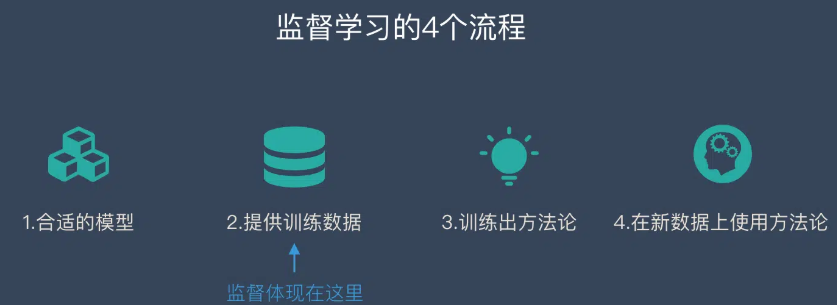 监督学习的4个流程
1.合适的模型
2.提供训练数据
3.训练出方法论
4.在新数据上使用方法论
监督体现在这里